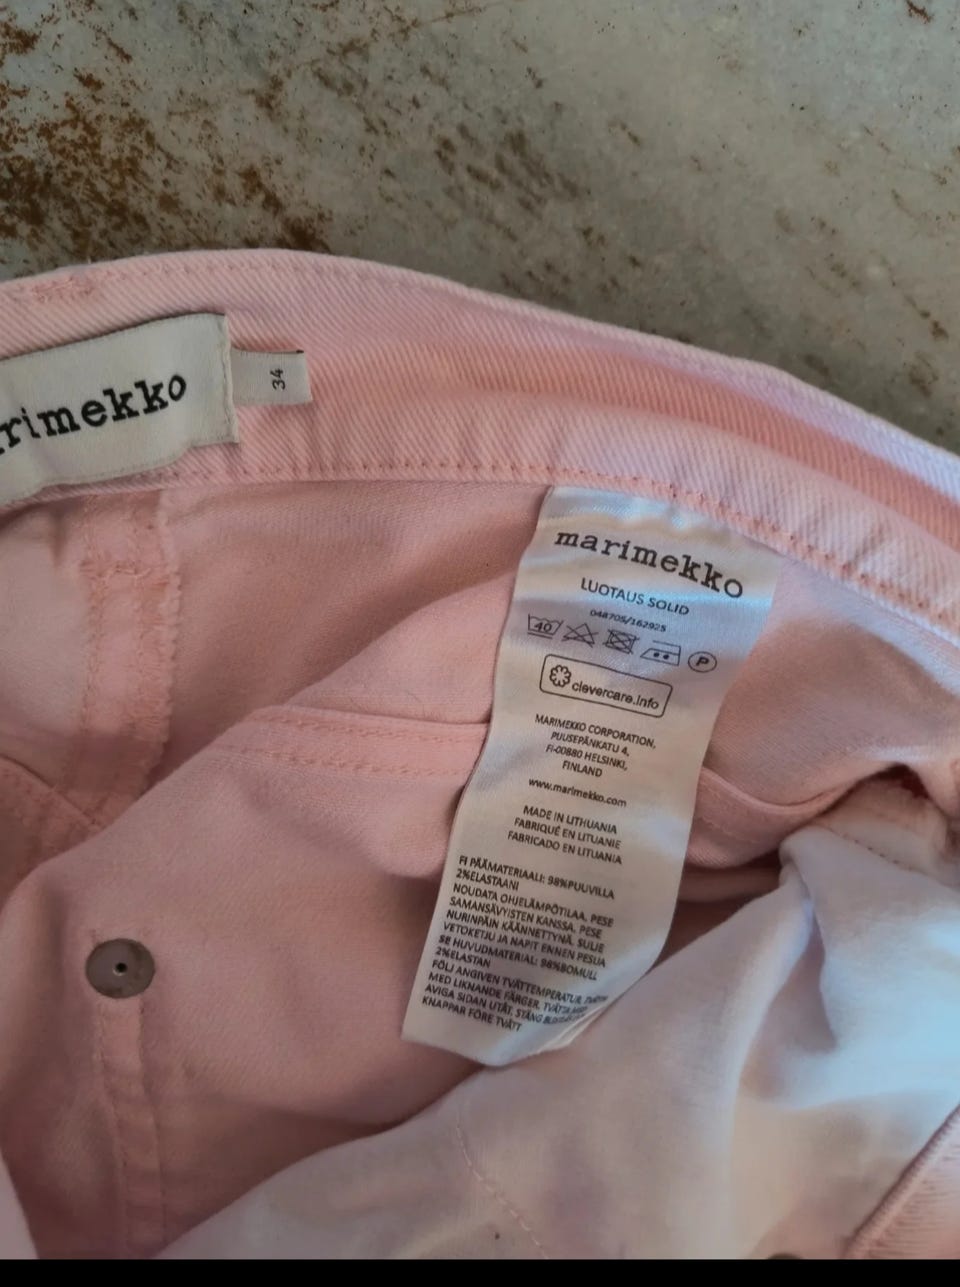 rimekko
34
marimekko
LUOTAUS SOLID
048705/162925
40 P
clevercare.info
MARIMEKKO CORPORATION,
PUUSEPÄNKATU 4,
FI-00880 HELSINKI,
FINLAND
www.marimekko.com
MADE IN LITHUANIA
FABRIQUÉ EN LITUANIE
FABRICADO EN LITUANIA
FI PÄÄMATERIAALI: 98%PUUVILLA
2%ELASTAANI
NOUDATA OHJELÄMPÖTILAA, PESE
SAMANSÄVYISTEN KANSSA, PESE
NURINPÄIN KÄÄNNETTYNÄ. SULJE
VETOKETJU JA NAPIT ENNEN PESUA
SE HUVUDMATERIAL: 98%BOMULL
2%ELASTAN
FÖLJ ANGIVEN TVÄTTEMPERATUR,
MED LIKNANDE FÄRGER, TVÄTTA
AVIGA SIDAN UTÅT, STÄNG
KNAPPAR FÖRE TVÄTT